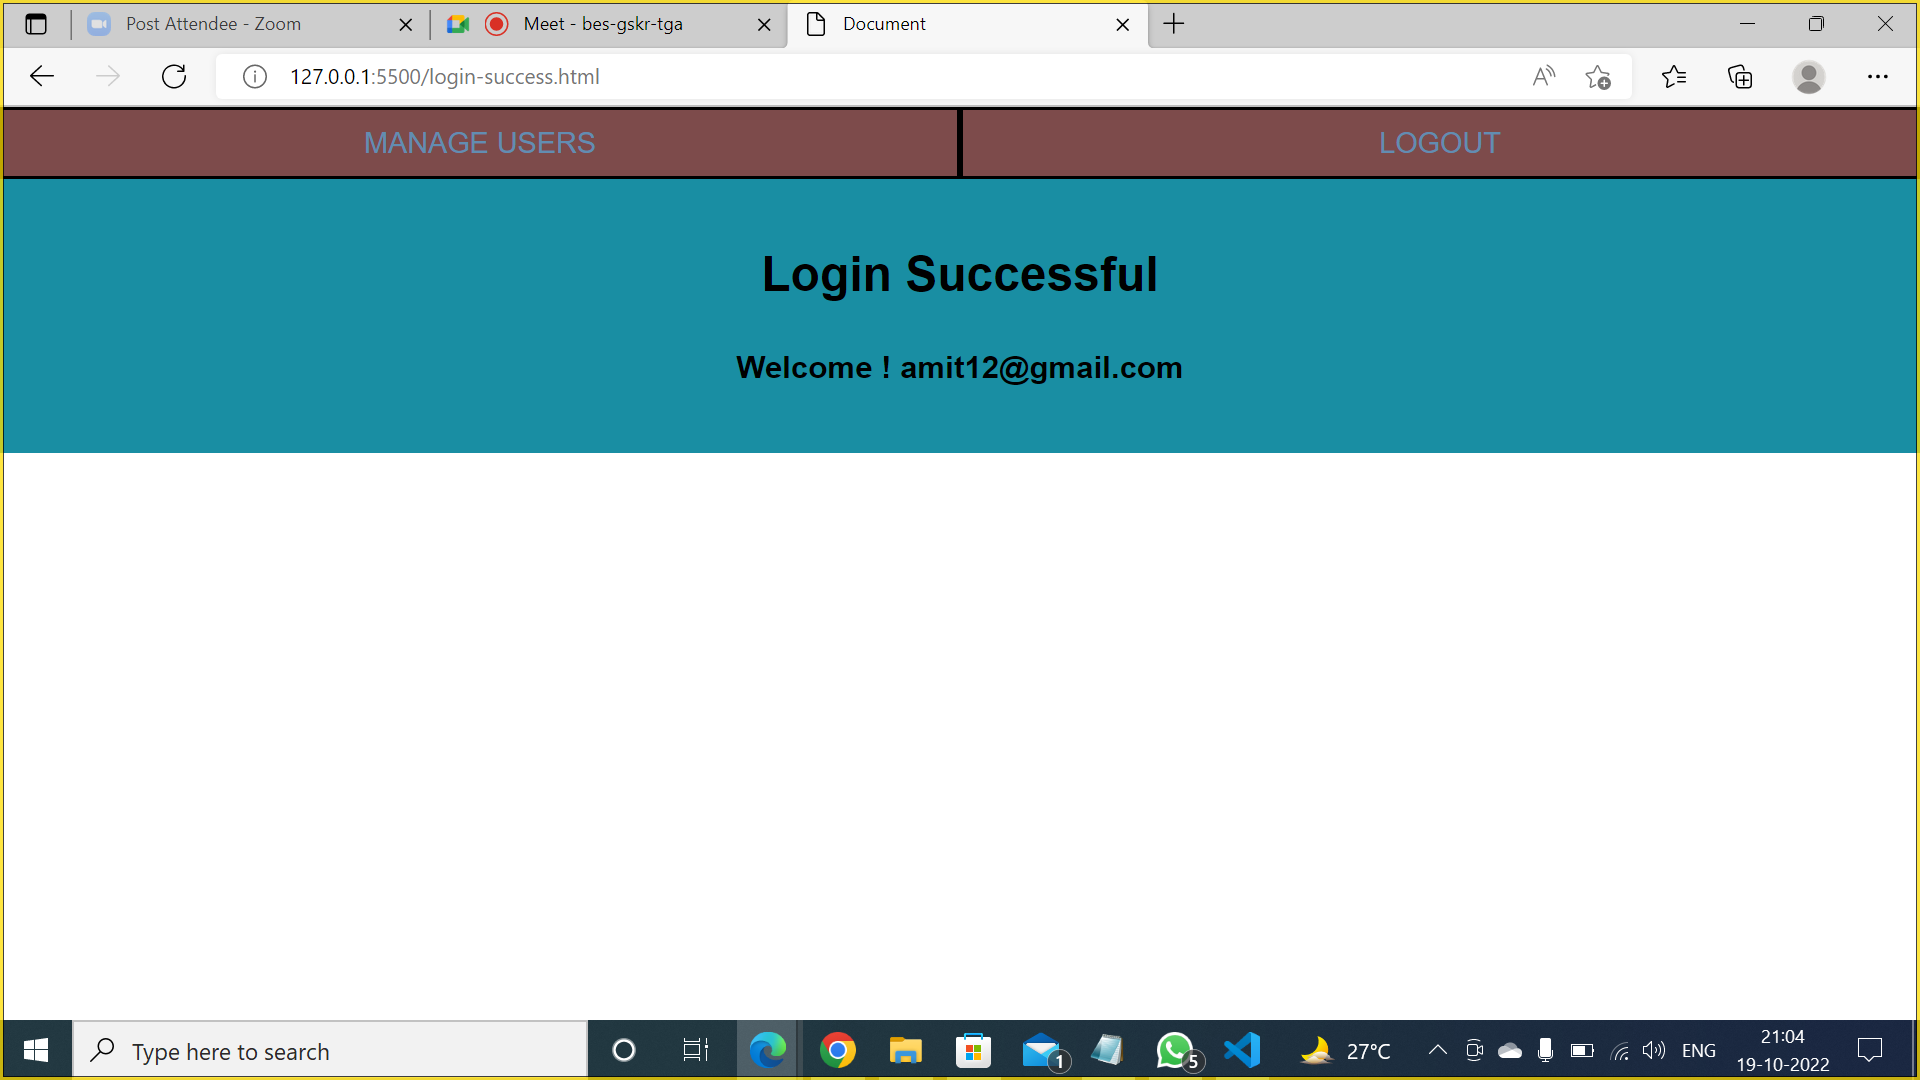 Post Attendee - Zoom
Meet - bes-gskr-tga
Document
127.0.0.1:5500/login-success.html
MANAGE USERS
LOGOUT
Login Successful
Welcome ! amit12@gmail.com
Type here to search
1
5
27°C
ENG
21:04
19-10-2022